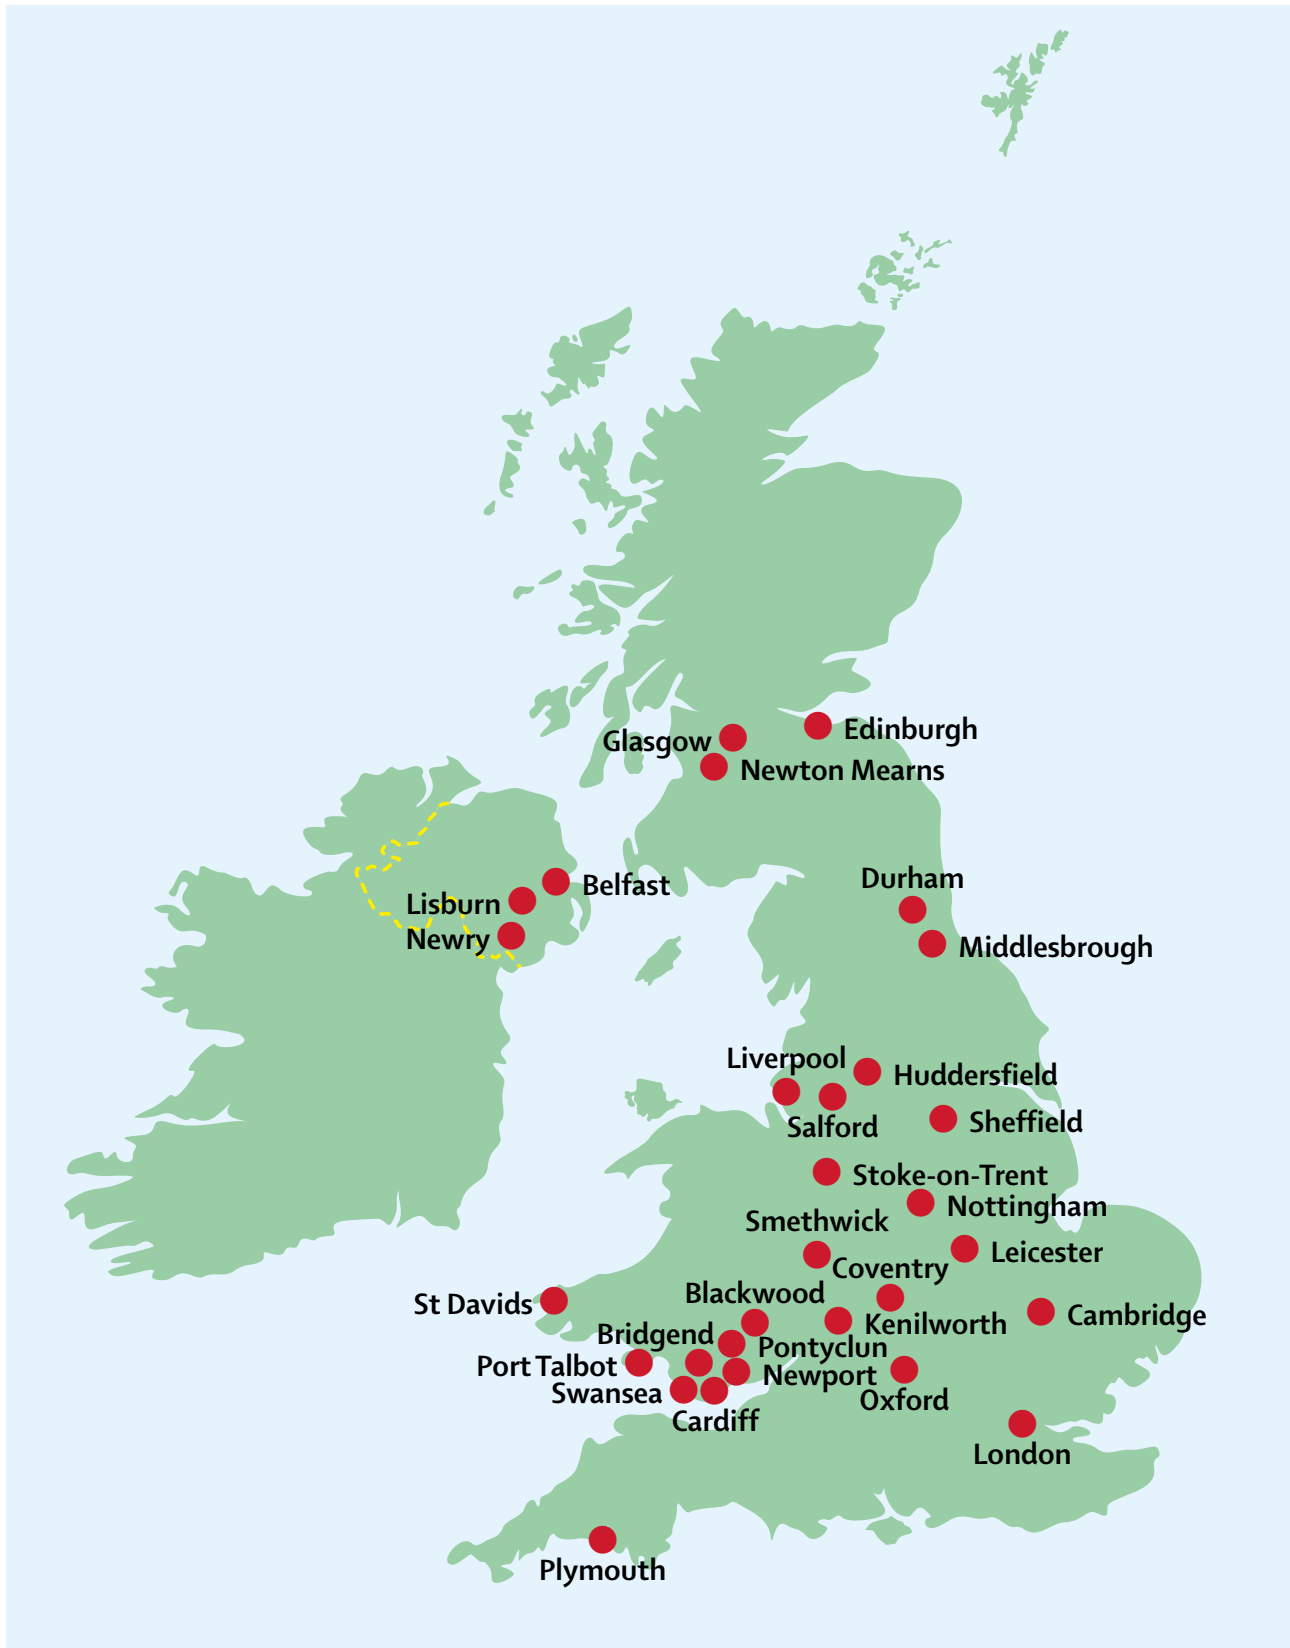 Edinburgh
Glasgow
Newton Mearns
Durham
Belfast
Lisburn
Newry
Middlesbrough
Liverpool
Huddersfield
Salford
Sheffield
Stoke-on-Trent
Nottingham
Smethwick
Leicester
Coventry
Blackwood
St Davids
Cambridge
Kenilworth
Bridgend
Pontyclun
Port Talbot
Newport
Swansea
Oxford
Cardiff
London
Plymouth